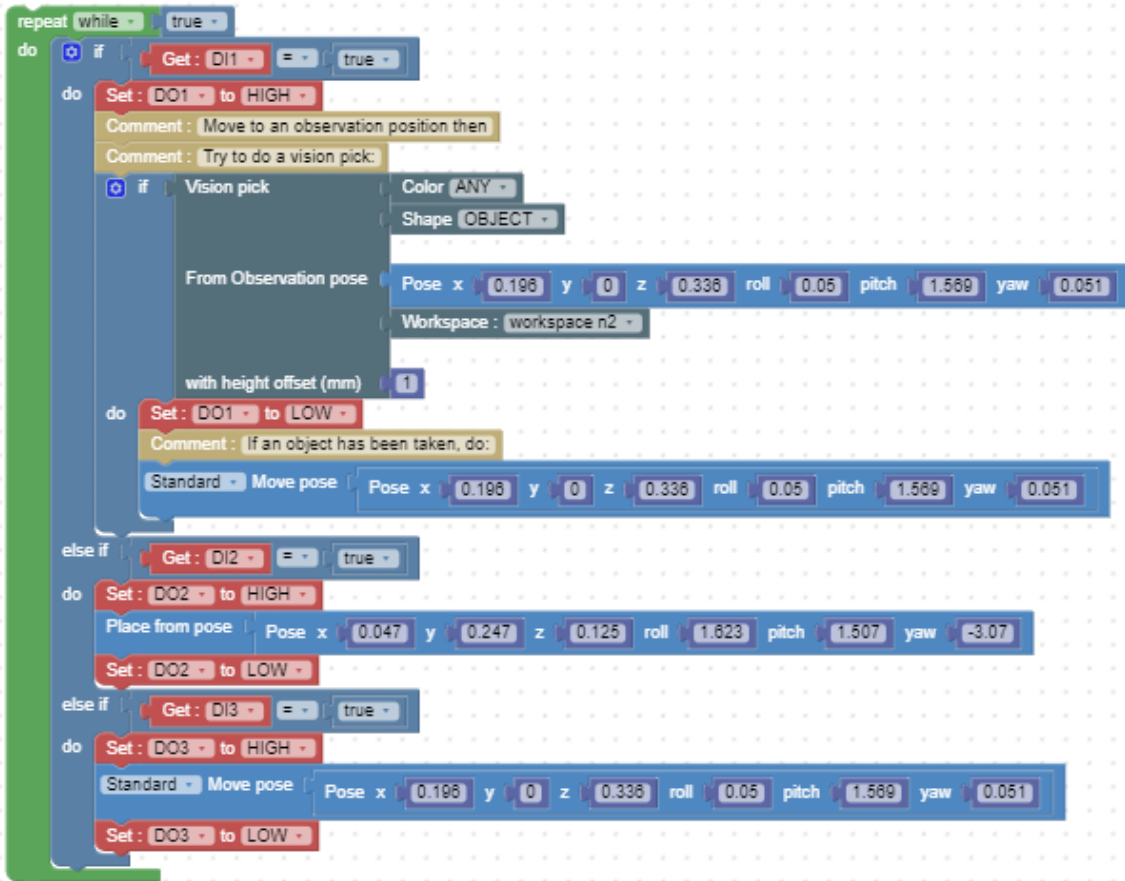 repeat while true
do if Get : DI1 = true
do Set : DO1 to HIGH
Comment : Move to an observation position then
Comment : Try to do a vision pick:
if Vision pick Color ANY
Shape OBJECT
From Observation pose Pose x 0.196 y 0 z 0.336 roll 0.05 pitch 1.569 yaw 0.051
Workspace : workspace n2
with height offset (mm) 1
do Set : DO1 to LOW
Comment : If an object has been taken, do:
Standard Move pose Pose x 0.196 y 0 z 0.336 roll 0.05 pitch 1.569 yaw 0.051
else if Get : DI2 = true
do Set : DO2 to HIGH
Place from pose Pose x 0.047 y 0.247 z 0.125 roll 1.623 pitch 1.507 yaw -3.07
Set : DO2 to LOW
else if Get : DI3 = true
do Set : DO3 to HIGH
Standard Move pose Pose x 0.196 y 0 z 0.336 roll 0.05 pitch 1.569 yaw 0.051
Set : DO3 to LOW